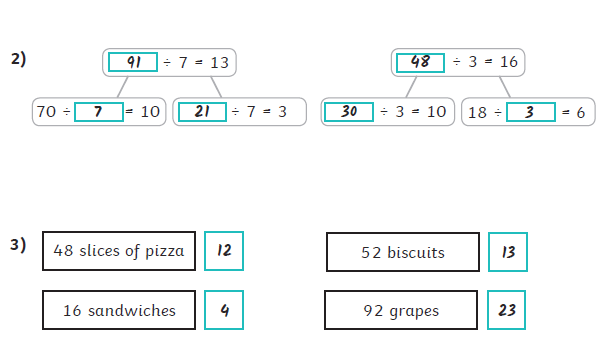 2) 91 ÷ 7 = 13 48 ÷ 3 = 16
70 ÷ 7 = 10 21 ÷ 7 = 3 30 ÷ 3 = 10 18 ÷ 3 = 6
3) 48 slices of pizza 12 52 biscuits 13
16 sandwiches 4 92 grapes 23